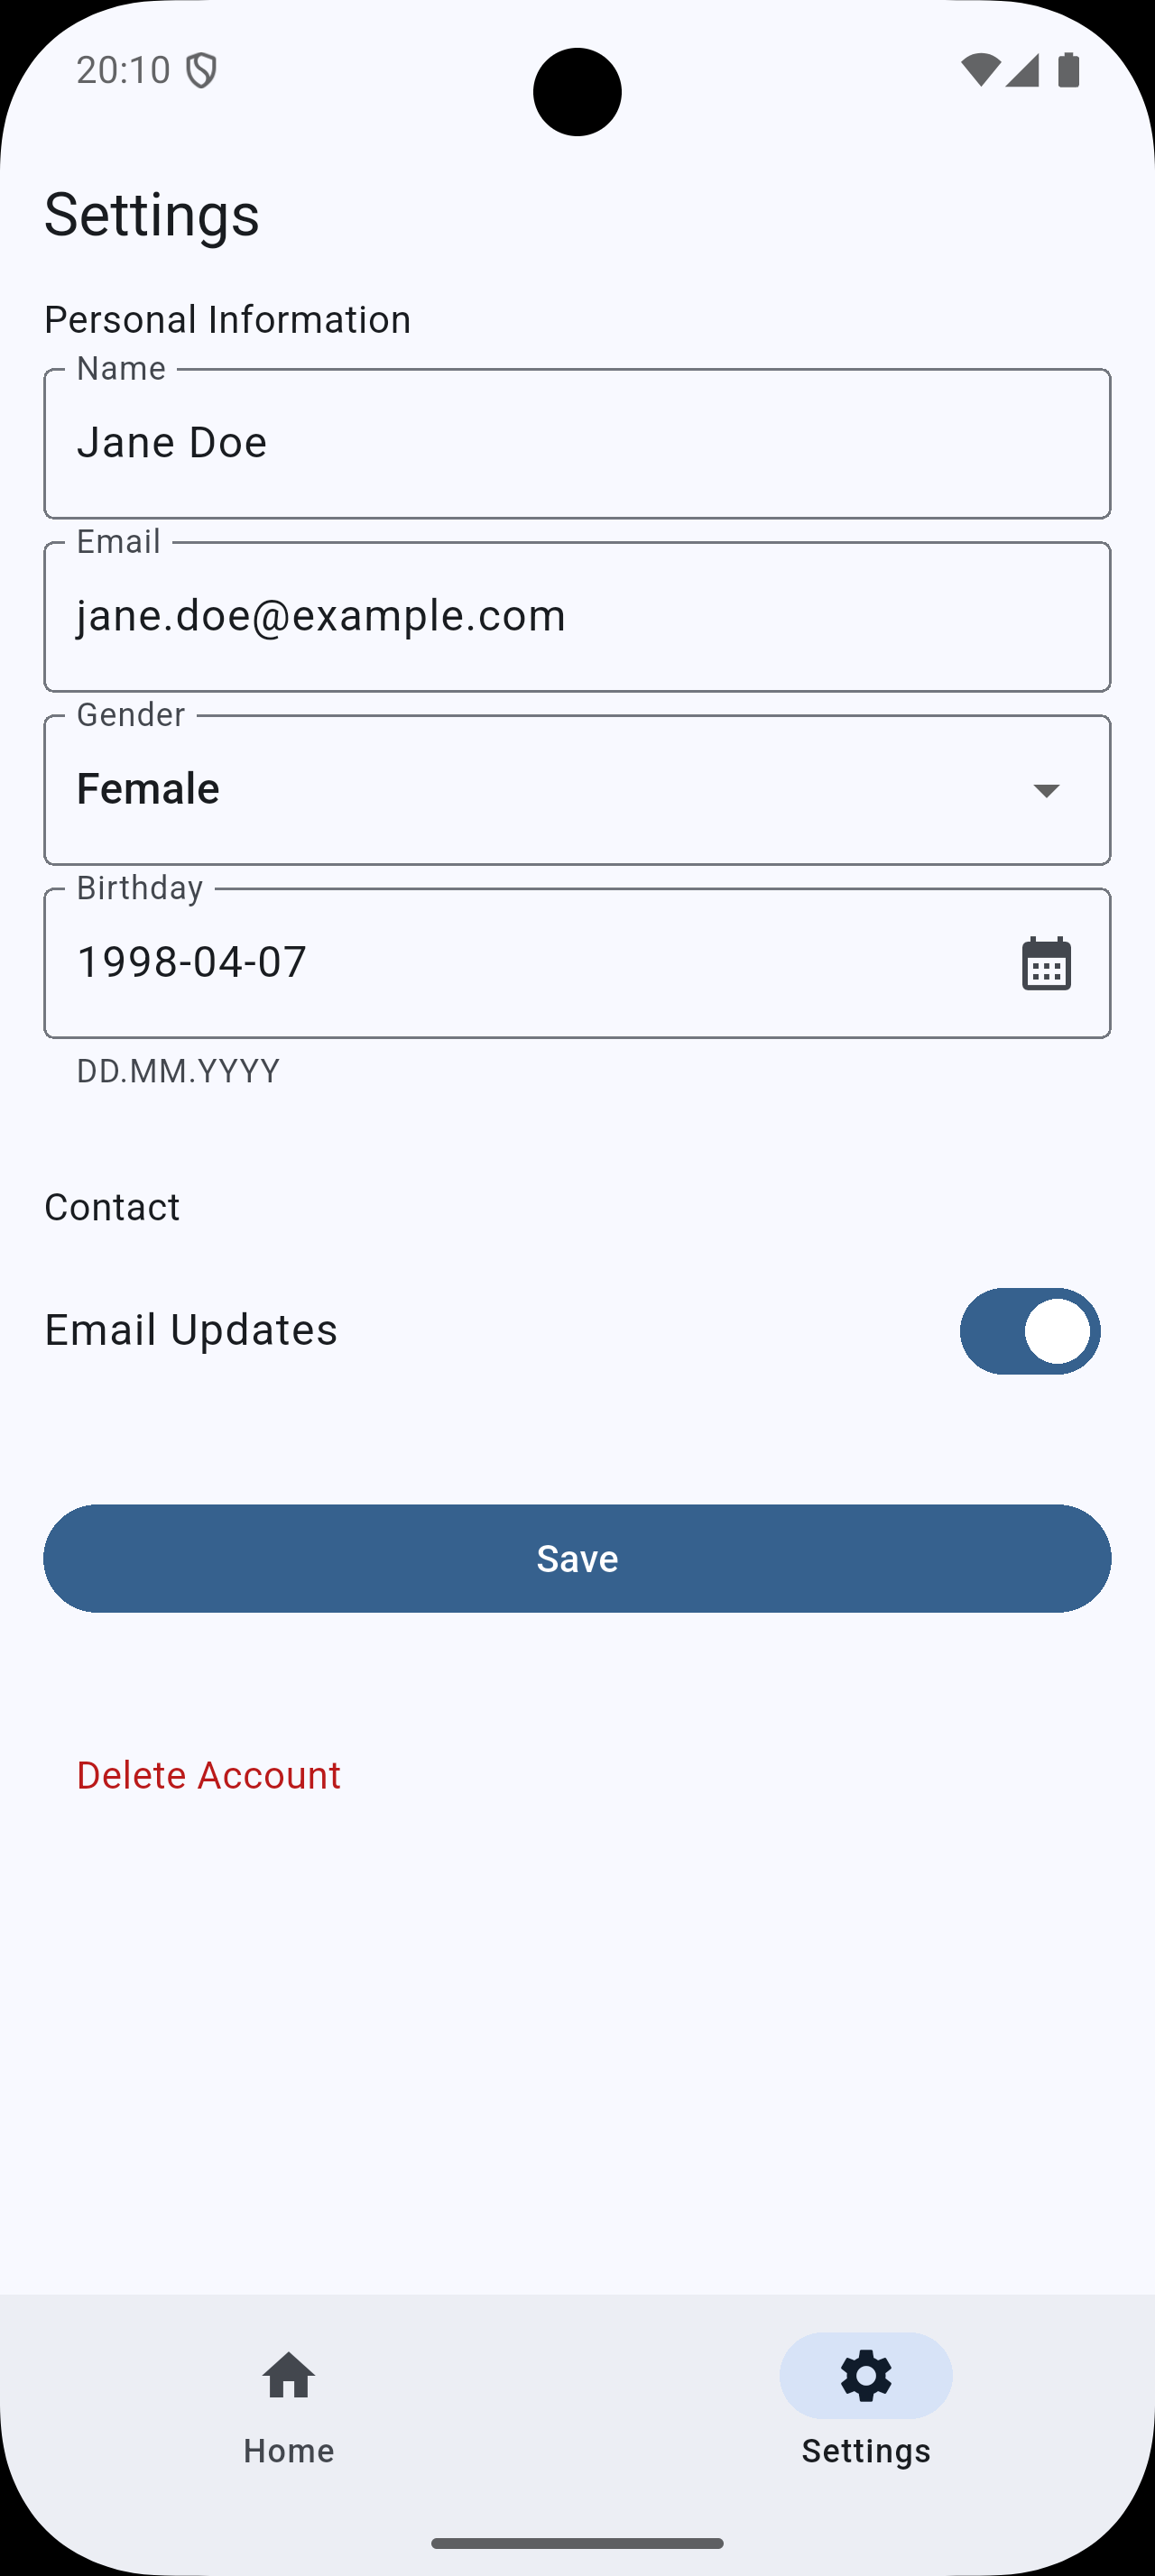 20:10
Settings
Personal Information
Name
Jane Doe
Email
jane.doe@example.com
Gender
Female
Birthday
1998-04-07
DD.MM.YYYY
Contact
Email Updates
Save
Delete Account
Home
Settings